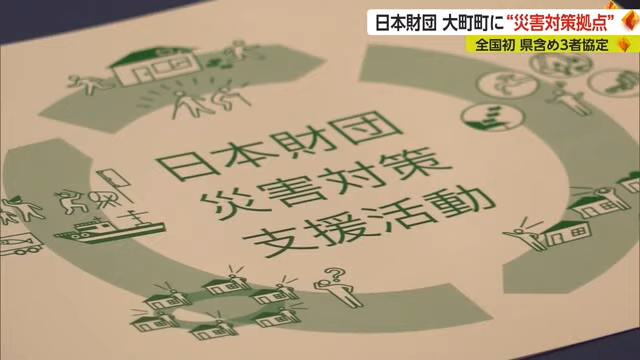 日本財団 大町町に“災害対策拠点”
全国初 県含め3者協定
日本財団
災害対策
支援活動
?